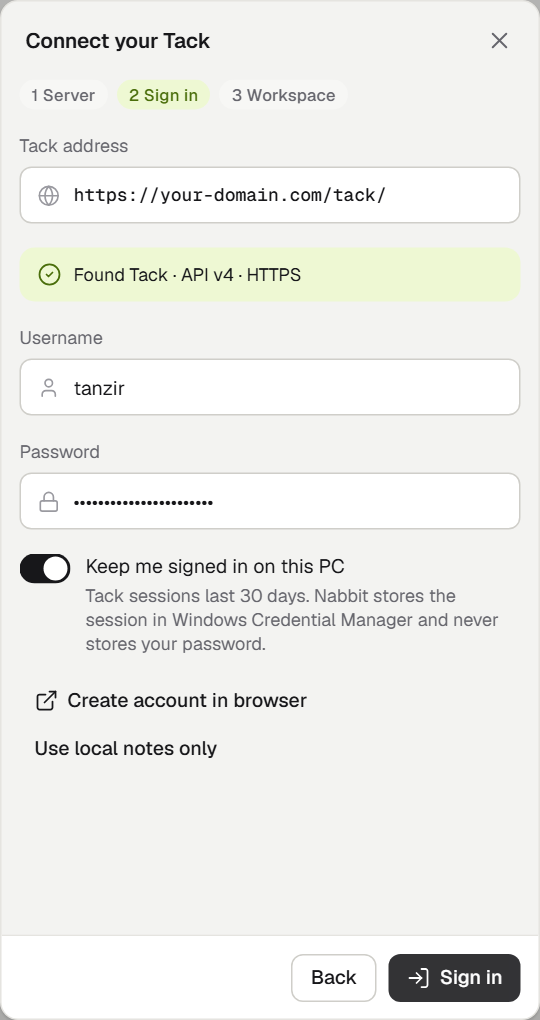 Connect your Tack
1 Server
2 Sign in
3 Workspace
Tack address
https://your-domain.com/tack/
Found Tack · API v4 · HTTPS
Username
tanzir
Password
•••••••••••••••••••••••
Keep me signed in on this PC
Tack sessions last 30 days. Nabbit stores the
session in Windows Credential Manager and never
stores your password.
Create account in browser
Use local notes only
Back
Sign in